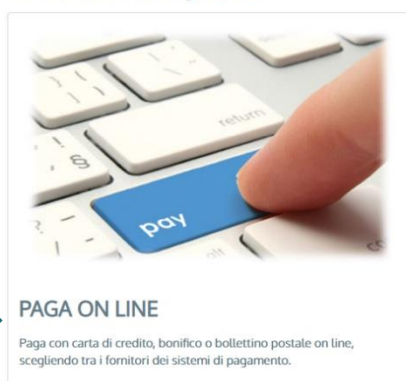 return
§
pay
alt
PAGA ON LINE
Paga con carta di credito, bonifico o bollettino postale on line,
scegliendo tra i fornitori dei sistemi di pagamento.